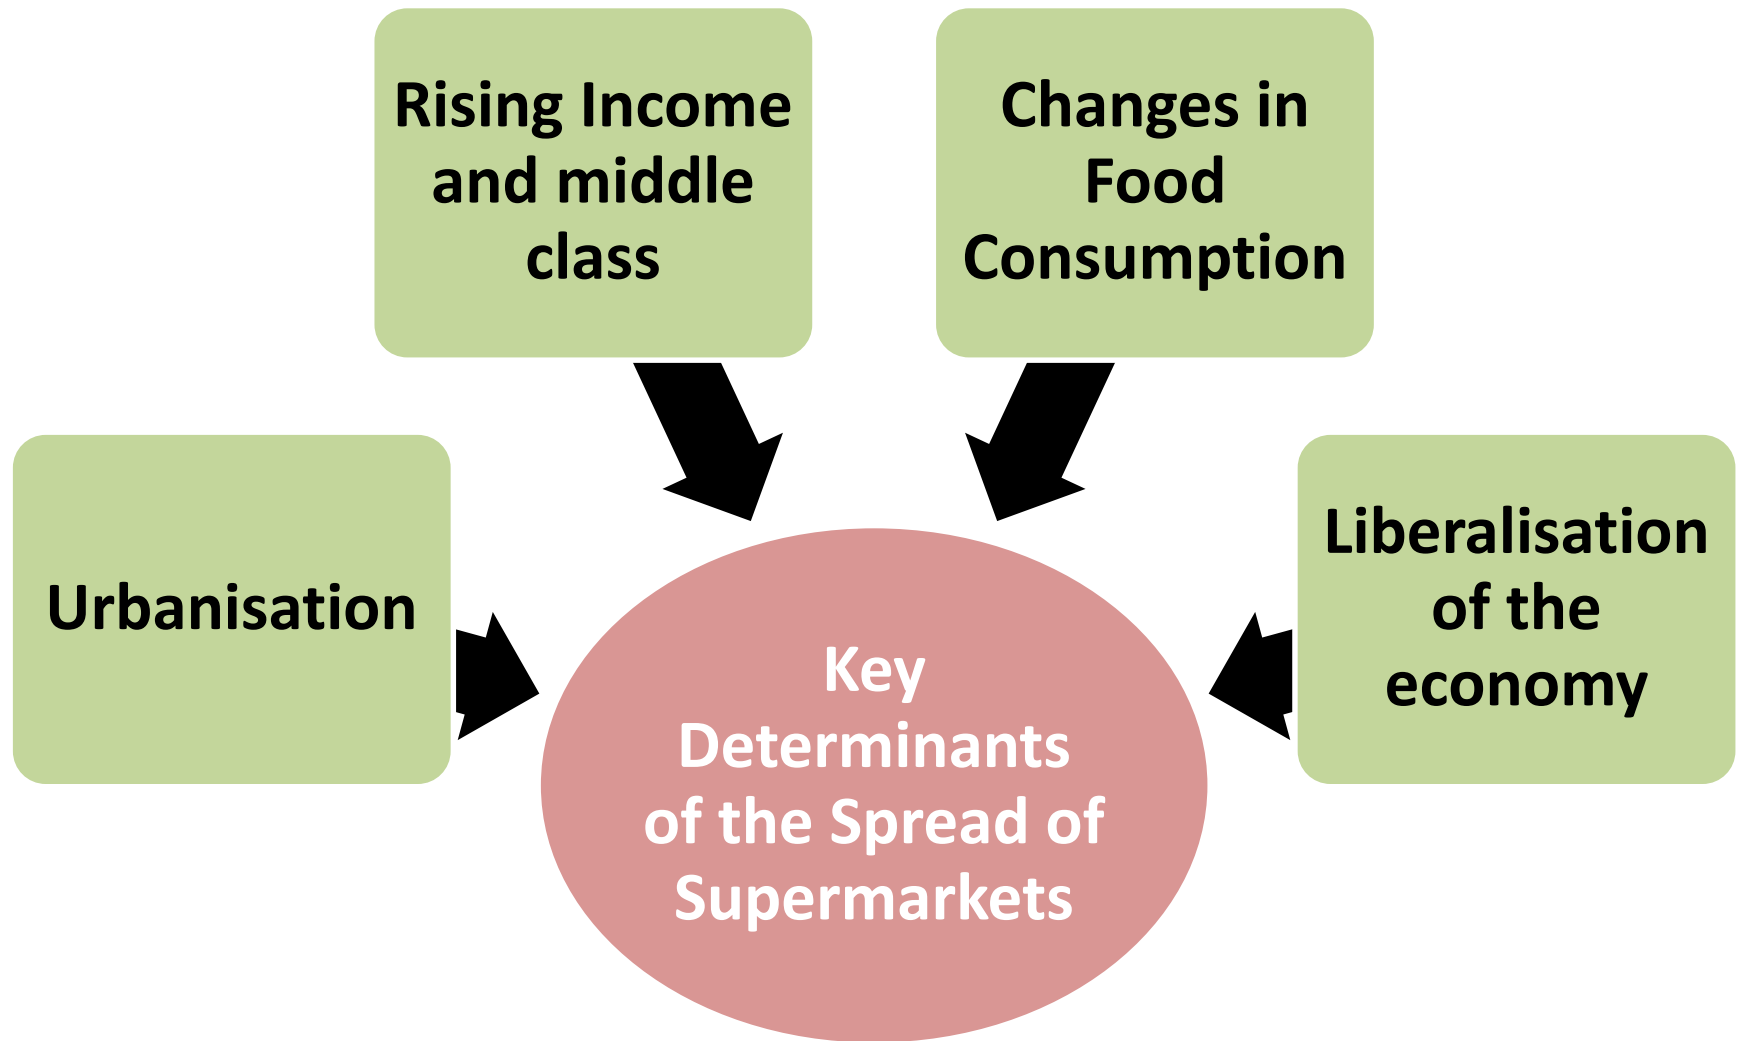 Rising Income
and middle
class
Changes in
Food
Consumption
Urbanisation
Liberalisation
of the
economy
Key
Determinants
of the Spread of
Supermarkets